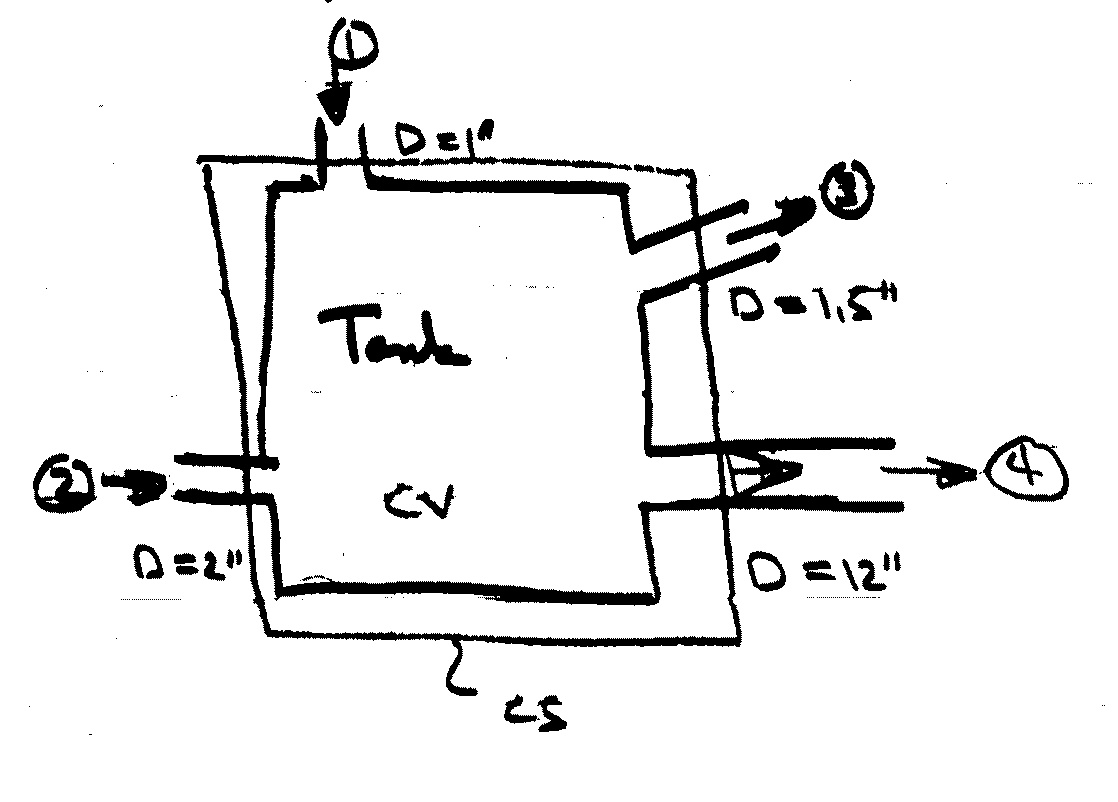 1
D = 1"
3
D = 1.5"
Tank
2
CV
4
D = 2"
D = 12"
CS